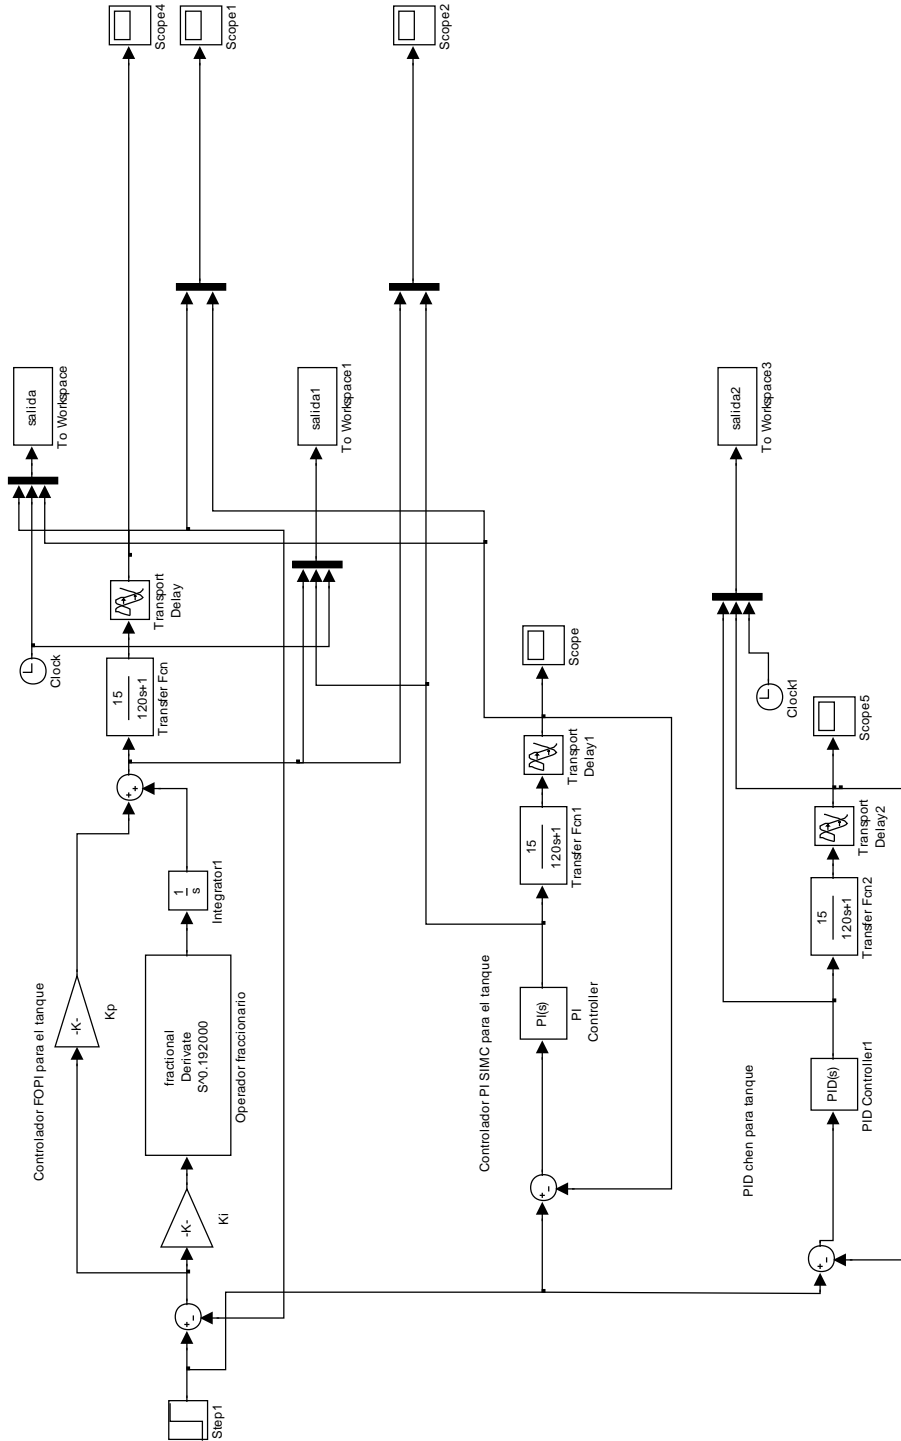 Controlador FOPI para el tanque
Step1
-K-
Ki
-K-
Kp
fractional
Derivate
S^0.192000
Operador fraccionario
1
s
Integrator1
15
120s+1
Transfer Fcn
Transport
Delay
Clock
salida
To Workspace
salida1
To Workspace1
Scope4
Scope1
Scope2
Controlador PI SIMC para el tanque
PI(s)
PI
Controller
15
120s+1
Transfer Fcn1
Transport
Delay1
Scope
PID chen para tanque
PID(s)
PID Controller1
15
120s+1
Transfer Fcn2
Transport
Delay2
Scope5
Clock1
salida2
To Workspace3